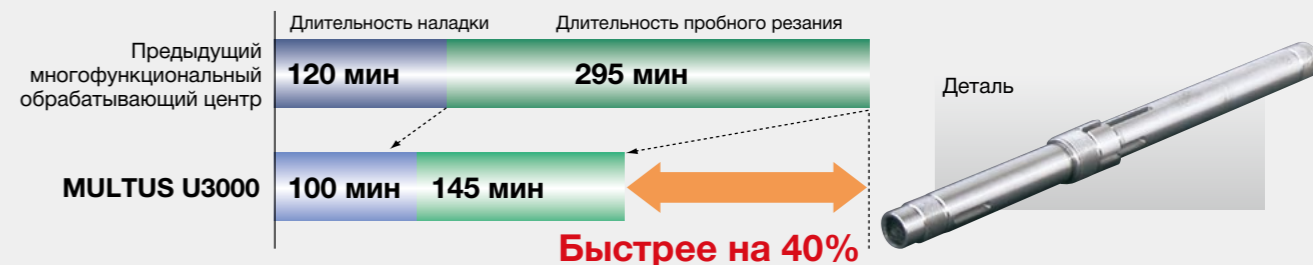 Длительность наладки
Длительность пробного резания
Предыдущий
многофункциональный
обрабатывающий центр
120 мин
295 мин
Деталь
MULTUS U3000
100 мин
145 мин
Быстрее на 40%